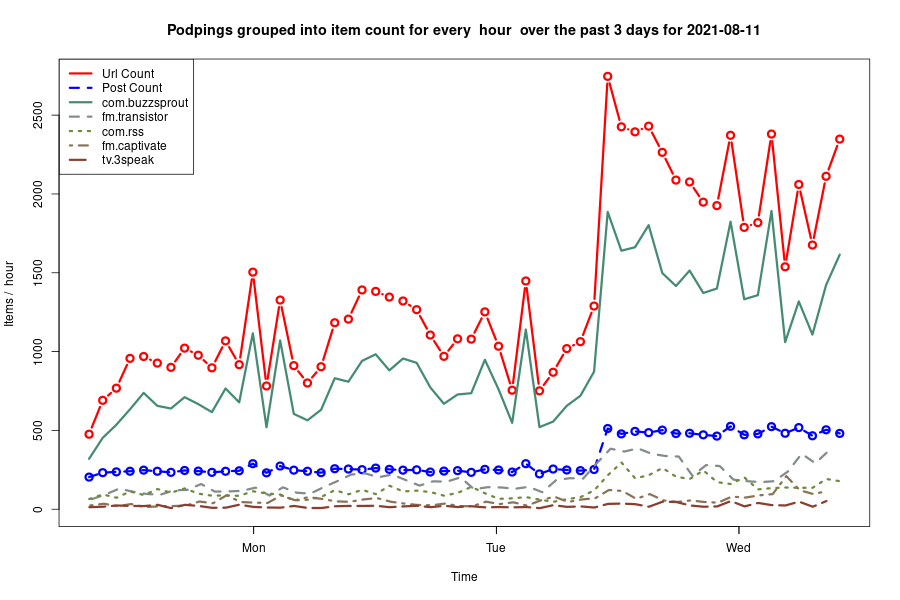 Podpings grouped into item count for every  hour  over the past 3 days for 2021-08-11
Url Count
Post Count
com.buzzsprout
fm.transistor
com.rss
fm.captivate
tv.3speak
Items /  hour
2500
2000
1500
1000
500
0
Mon
Tue
Wed
Time